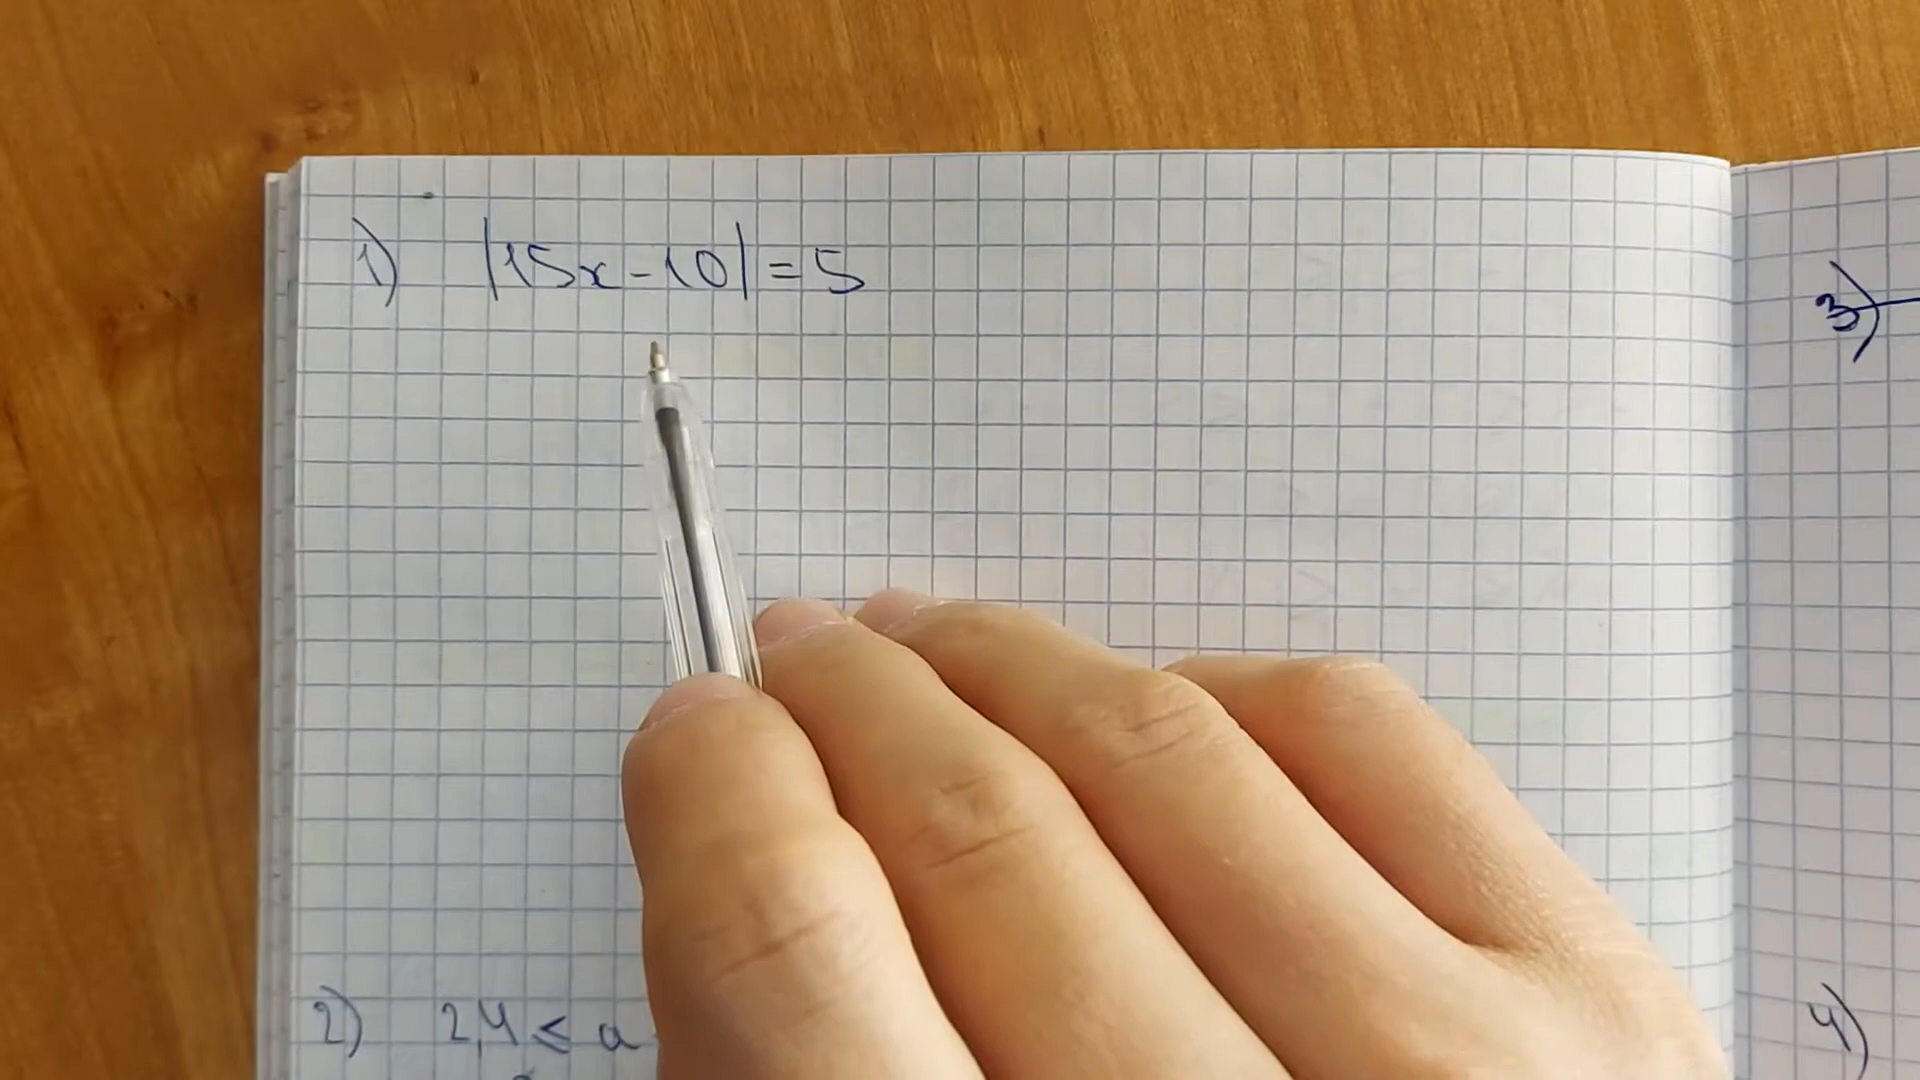 1) |15x-10|=5
2) 2,4 ≤ a
3)
4)